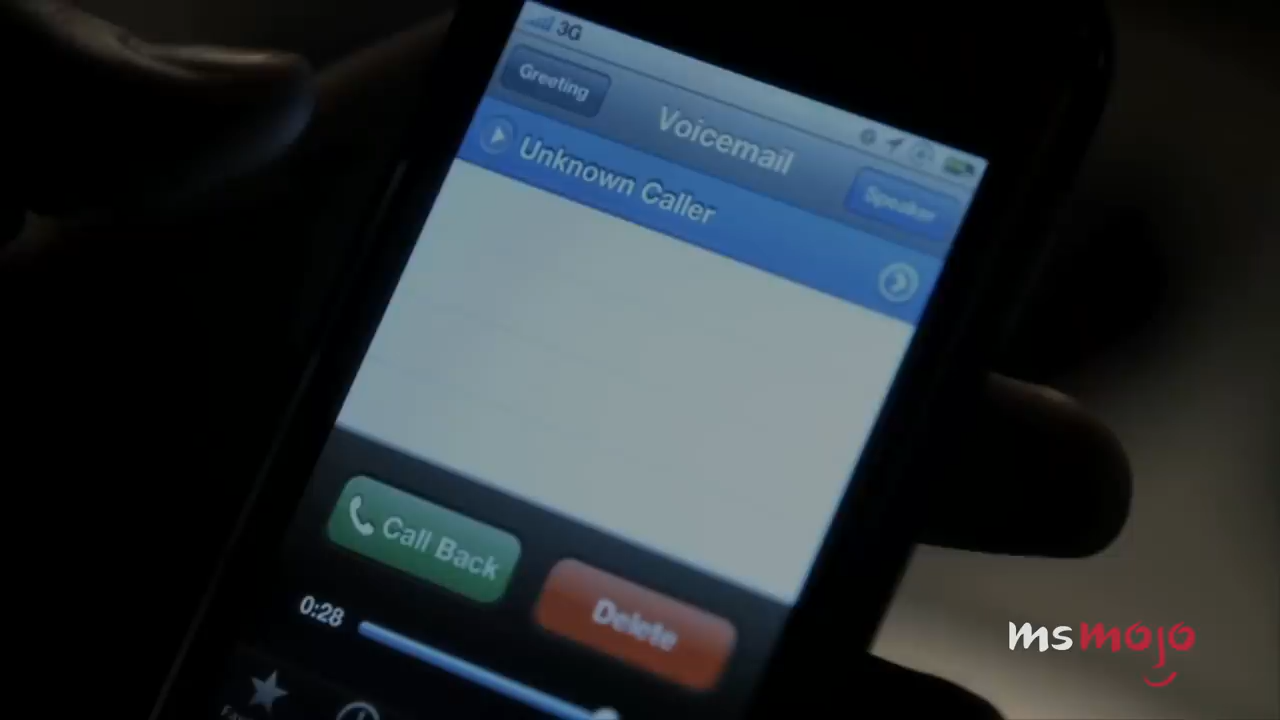 3G
Greeting
Voicemail
Speaker
Unknown Caller
Call Back
Delete
0:28
msmojo